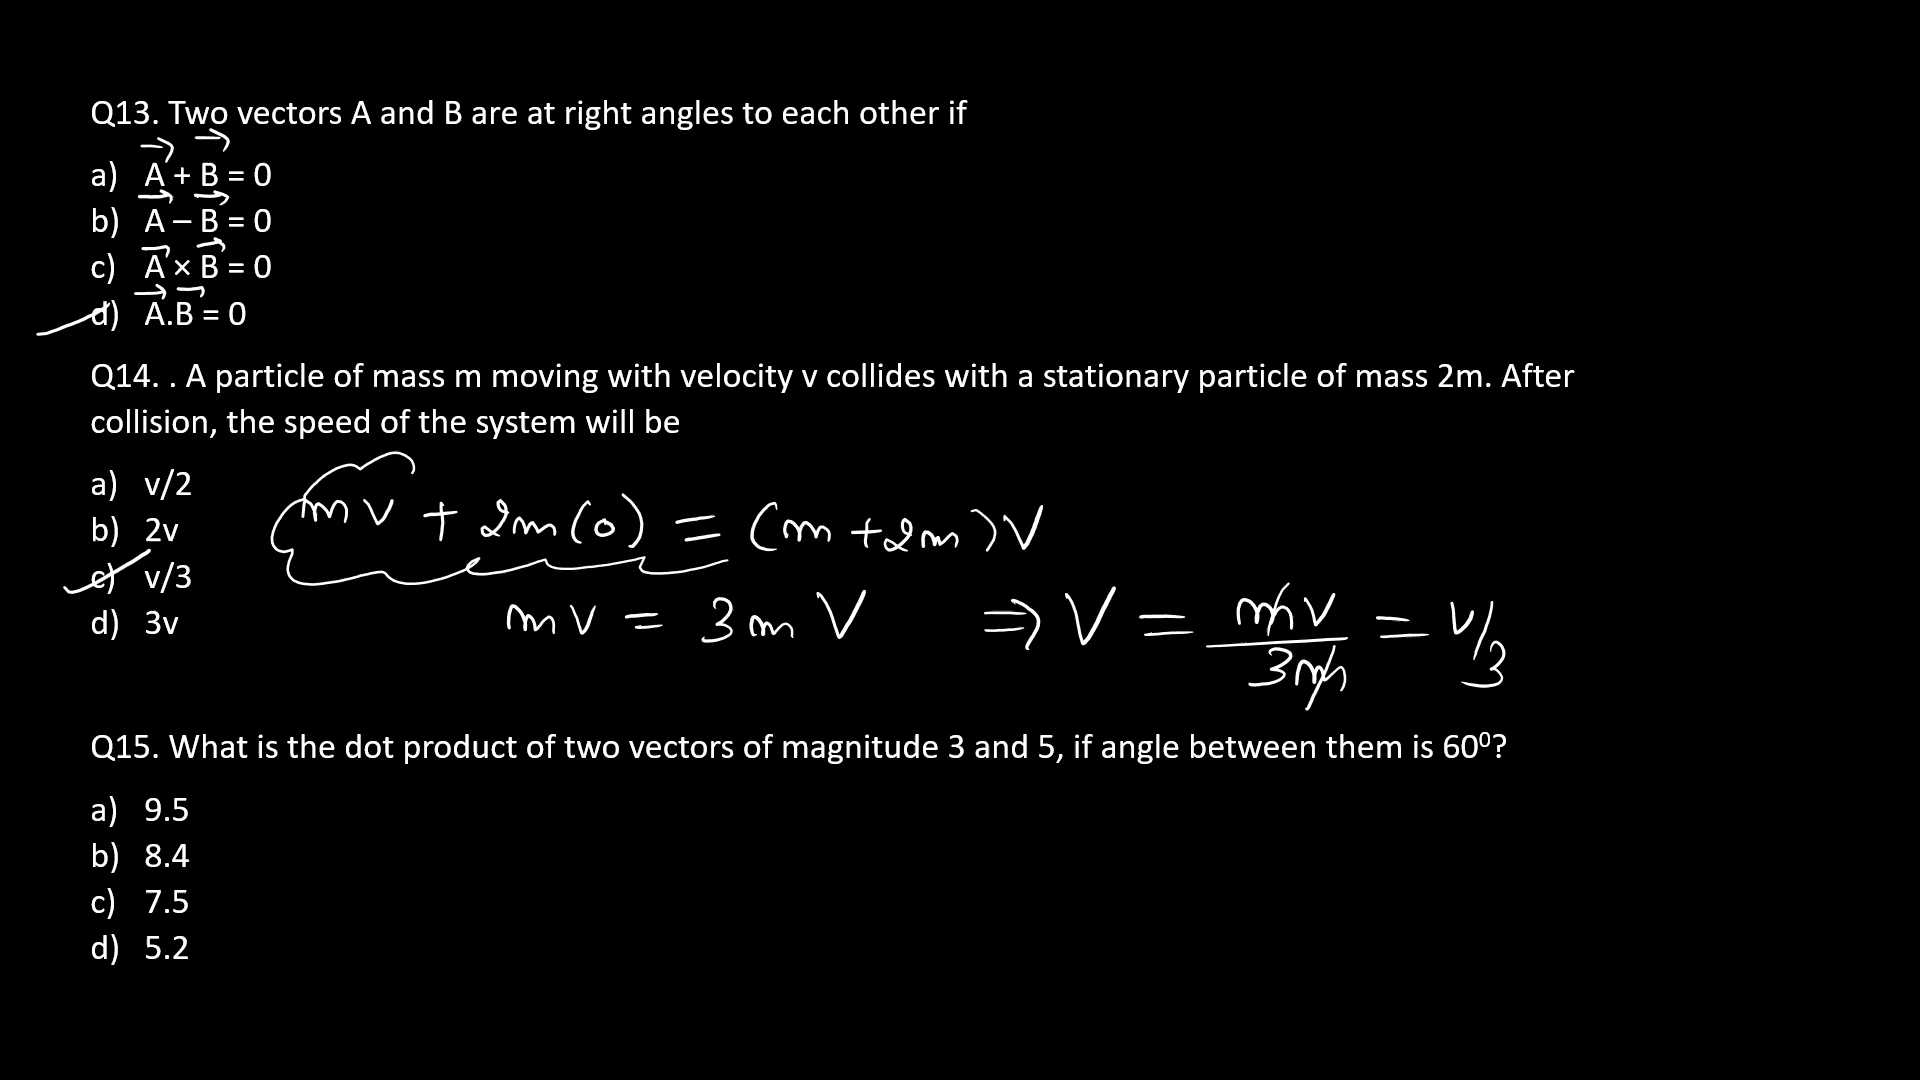 Q13. Two vectors A and B are at right angles to each other if
a) A + B = 0
b) A – B = 0
c) A × B = 0
d) A.B = 0
Q14. . A particle of mass m moving with velocity v collides with a stationary particle of mass 2m. After
collision, the speed of the system will be
a) v/2
mv + 2m(0) = (m+2m)V
b) 2v
c) v/3
d) 3v
mv = 3mV ⇒ V = mv/3m = v/3
Q15. What is the dot product of two vectors of magnitude 3 and 5, if angle between them is 60⁰?
a) 9.5
b) 8.4
c) 7.5
d) 5.2